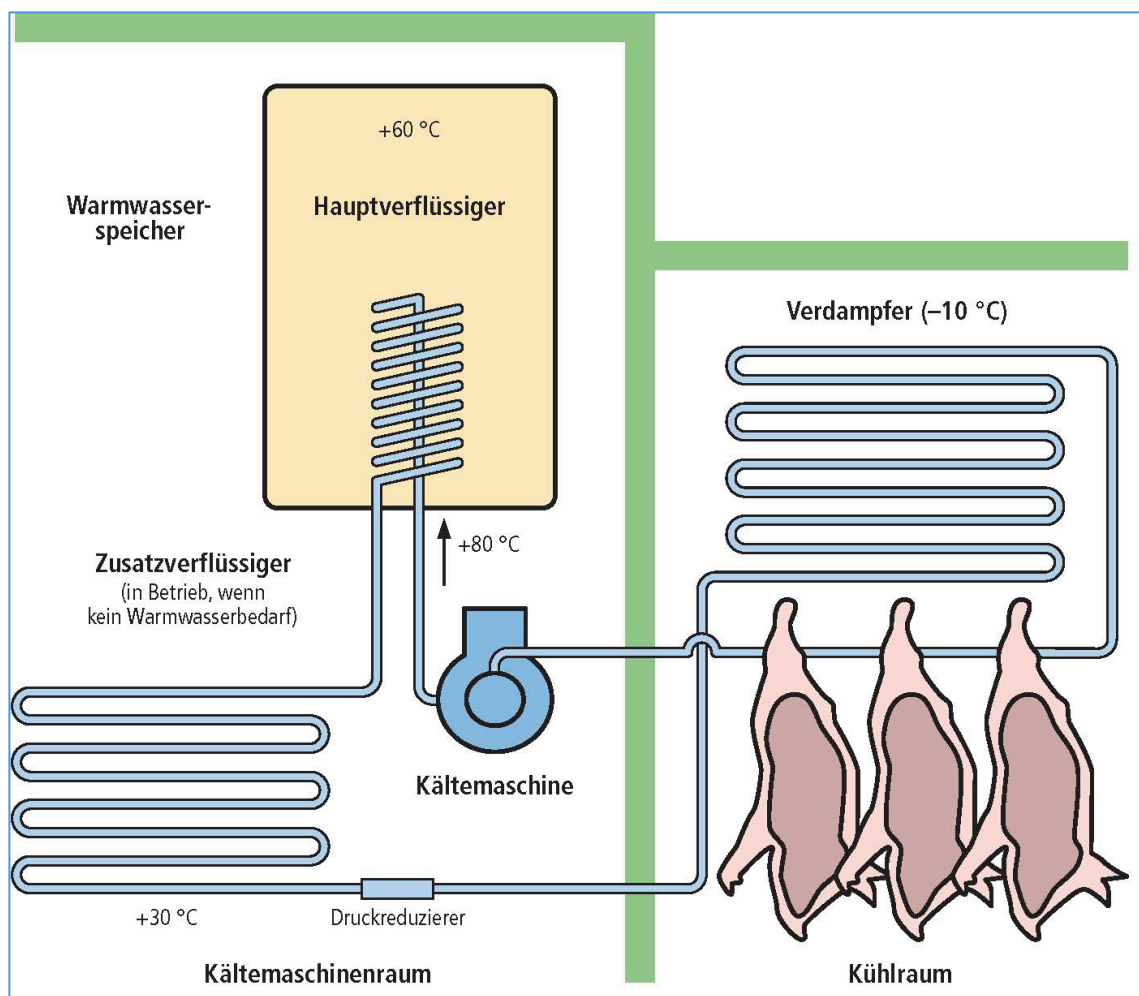 +60 °C
Warmwasser-
speicher
Hauptverflüssiger
Verdampfer (–10 °C)
+80 °C
Zusatzverflüssiger
(in Betrieb, wenn
kein Warmwasserbedarf)
Kältemaschine
+30 °C
Druckreduzierer
Kältemaschinenraum
Kühlraum